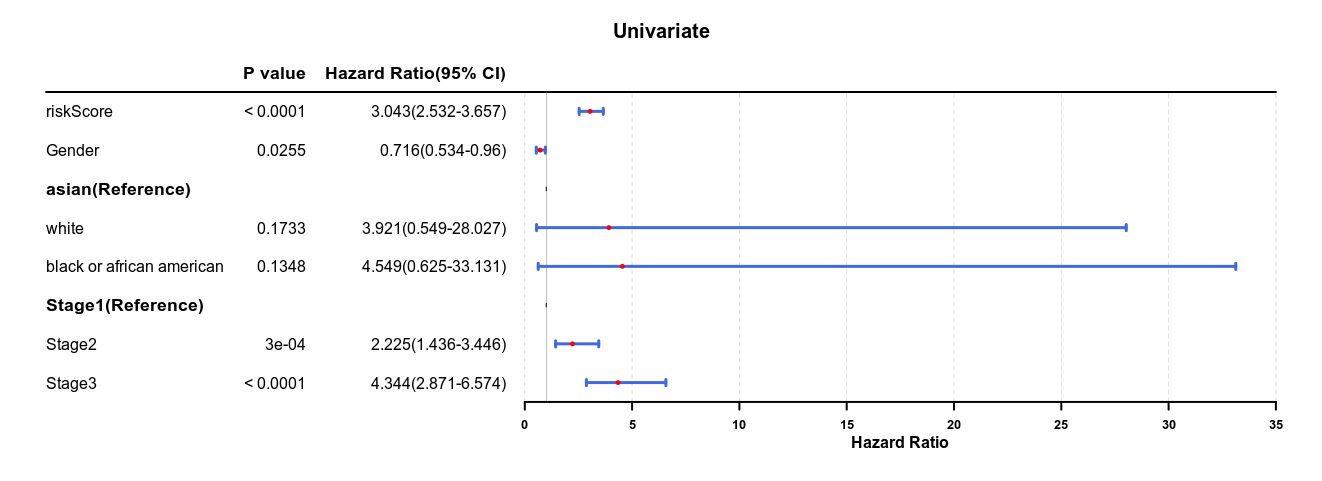 Univariate
P value Hazard Ratio(95% CI)
riskScore < 0.0001 3.043(2.532-3.657)
Gender 0.0255 0.716(0.534-0.96)
asian(Reference)
white 0.1733 3.921(0.549-28.027)
black or african american 0.1348 4.549(0.625-33.131)
Stage1(Reference)
Stage2 3e-04 2.225(1.436-3.446)
Stage3 < 0.0001 4.344(2.871-6.574)
0 5 10 15 20 25 30 35
Hazard Ratio